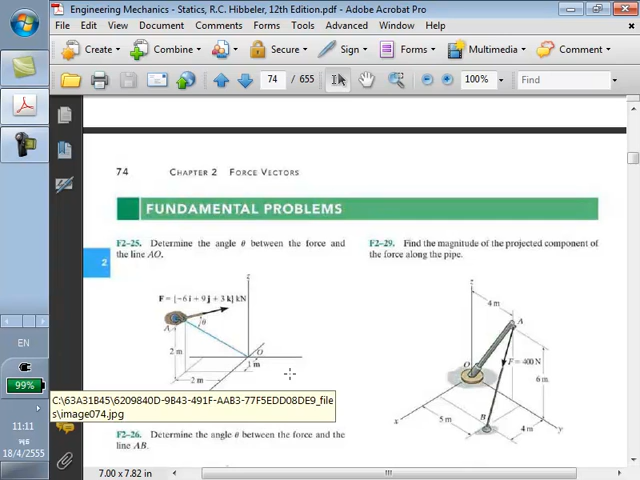 Engineering Mechanics - Statics, R.C. Hibbeler, 12th Edition.pdf - Adobe Acrobat Pro
File Edit View Document Comments Forms Tools Advanced Window Help
Create Combine Secure Sign Forms Multimedia Comment
74 / 655 100% Find
74 CHAPTER 2 FORCE VECTORS
FUNDAMENTAL PROBLEMS
2
F2–25. Determine the angle θ between the force and
the line AO.
z
F = {−6 i + 9 j + 3 k} kN
θ
A
O
2 m
1 m
2 m
C:\63A31B45\6209840D-9B43-491F-AAB3-77F5EDD08DE9_file
s\image074.jpg
F2–26. Determine the angle θ between the force and the
line AB.
F2–29. Find the magnitude of the projected component of
the force along the pipe.
z
4 m
A
O
F = 400 N
6 m
B
x
5 m
4 m
y
EN
99%
11:11
พุธ
18/4/2555
7.00 x 7.82 in